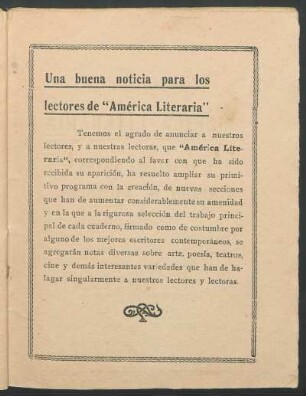 Una buena noticia para los
lectores de "América Literaria"
Tenemos el agrado de anunciar a nuestros
lectores, y a nuestras lectoras, que "América Lite-
raria", correspondiendo al favor con que ha sido
recibida su aparición, ha resuelto ampliar su primi-
tivo programa con la creación, de nuevas secciones
que han de aumentar considerablemente su amenidad
y en la que a la rigurosa selección del trabajo princi-
pal de cada cuaderno, firmado como de costumbre por
alguno de los mejores escritores contemporáneos, se
agregarán notas diversas sobre arte, poesía, teatros,
cine y demás interesantes variedades que han de ha-
lagar singularmente a nuestros lectores y lectoras.